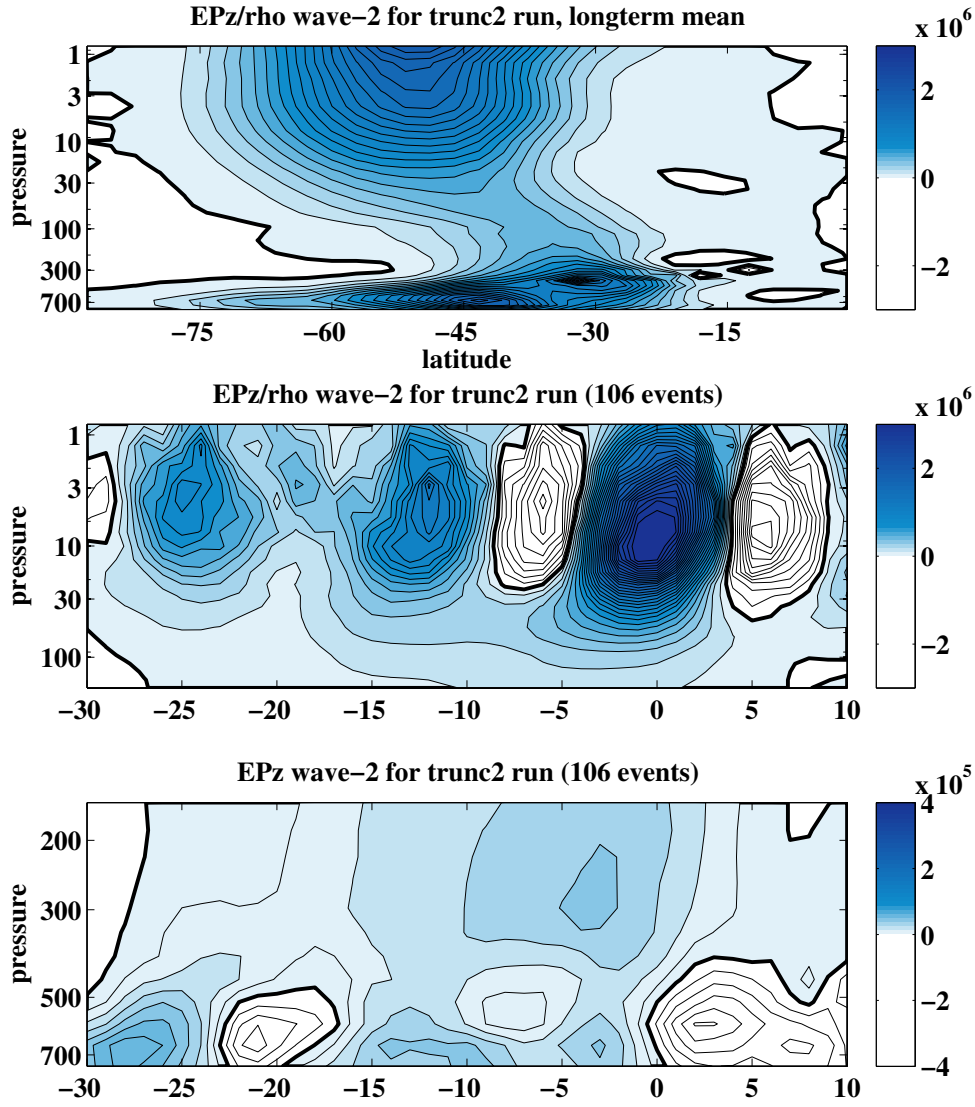 EPz/rho wave−2 for trunc2 run, longterm mean
x 10^6
pressure
1
3
10
30
100
300
700
−75 −60 −45 −30 −15
latitude
2
0
−2
EPz/rho wave−2 for trunc2 run (106 events)
x 10^6
pressure
1
3
10
30
100
−30 −25 −20 −15 −10 −5 0 5 10
2
0
−2
EPz wave−2 for trunc2 run (106 events)
x 10^5
pressure
200
300
500
700
−30 −25 −20 −15 −10 −5 0 5 10
4
2
0
−2
−4